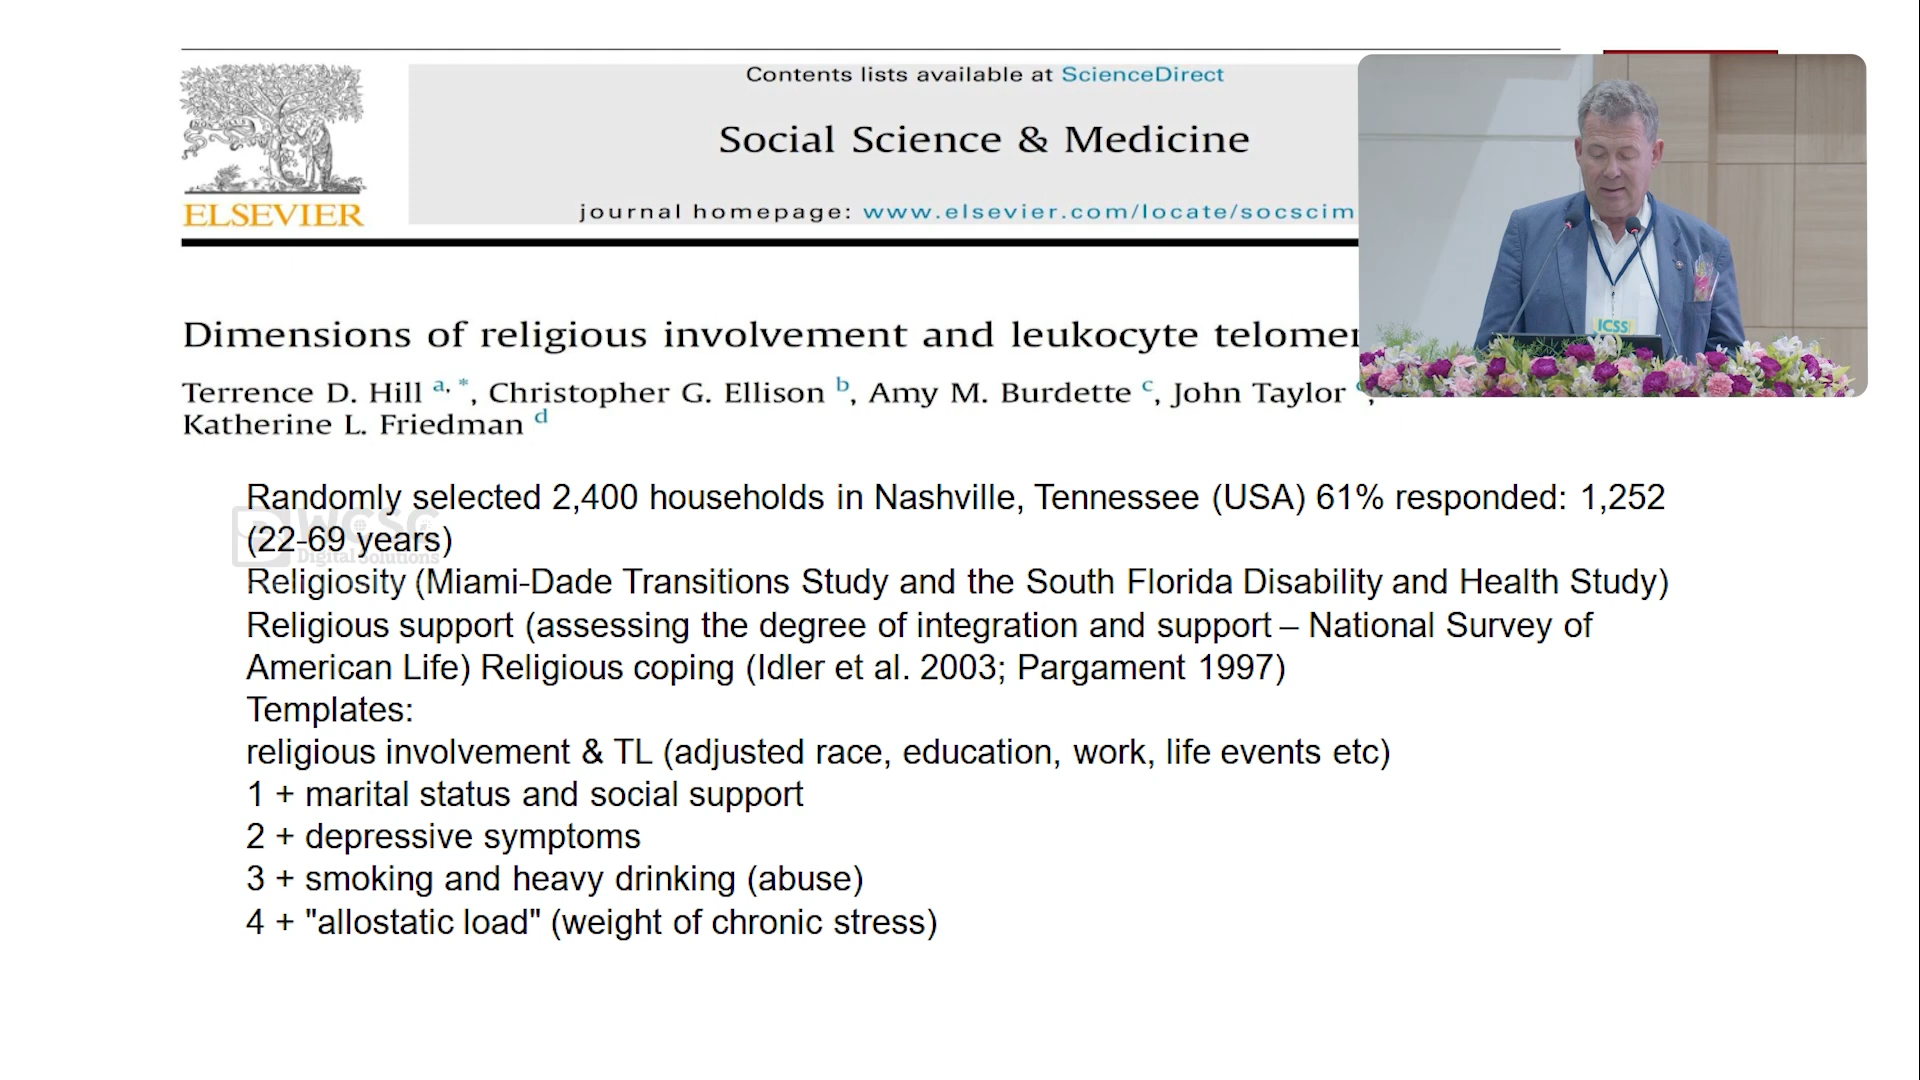 Contents lists available at ScienceDirect
Social Science & Medicine
journal homepage: www.elsevier.com/locate/socscim
ELSEVIER
Dimensions of religious involvement and leukocyte telomer
Terrence D. Hill a, *, Christopher G. Ellison b, Amy M. Burdette c, John Taylor
Katherine L. Friedman d
ICSS
Randomly selected 2,400 households in Nashville, Tennessee (USA) 61% responded: 1,252
(22-69 years)
WCSC
Digital Solutions
Religiosity (Miami-Dade Transitions Study and the South Florida Disability and Health Study)
Religious support (assessing the degree of integration and support – National Survey of
American Life) Religious coping (Idler et al. 2003; Pargament 1997)
Templates:
religious involvement & TL (adjusted race, education, work, life events etc)
1 + marital status and social support
2 + depressive symptoms
3 + smoking and heavy drinking (abuse)
4 + "allostatic load" (weight of chronic stress)